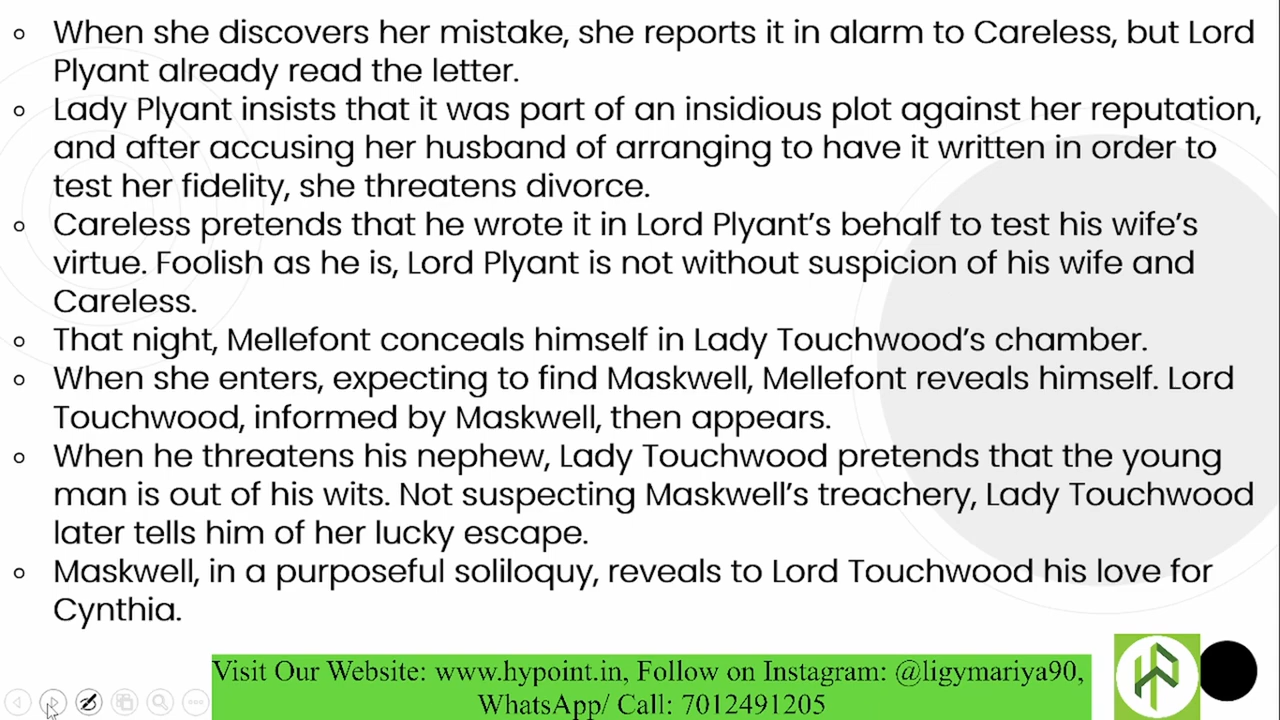 When she discovers her mistake, she reports it in alarm to Careless, but Lord
Plyant already read the letter.
Lady Plyant insists that it was part of an insidious plot against her reputation,
and after accusing her husband of arranging to have it written in order to
test her fidelity, she threatens divorce.
Careless pretends that he wrote it in Lord Plyant’s behalf to test his wife’s
virtue. Foolish as he is, Lord Plyant is not without suspicion of his wife and
Careless.
That night, Mellefont conceals himself in Lady Touchwood’s chamber.
When she enters, expecting to find Maskwell, Mellefont reveals himself. Lord
Touchwood, informed by Maskwell, then appears.
When he threatens his nephew, Lady Touchwood pretends that the young
man is out of his wits. Not suspecting Maskwell’s treachery, Lady Touchwood
later tells him of her lucky escape.
Maskwell, in a purposeful soliloquy, reveals to Lord Touchwood his love for
Cynthia.
Visit Our Website: www.hypoint.in, Follow on Instagram: @ligymariya90,
WhatsApp/ Call: 7012491205